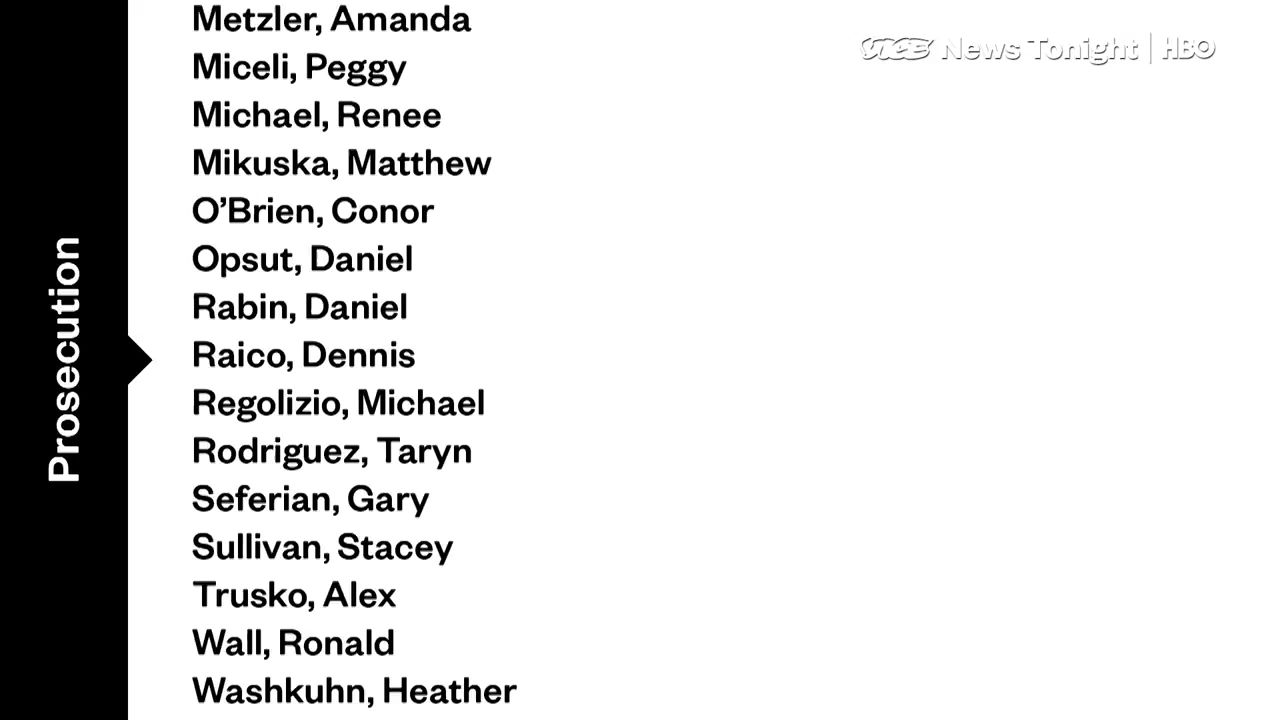 Prosecution
Metzler, Amanda
Miceli, Peggy
Michael, Renee
Mikuska, Matthew
O’Brien, Conor
Opsut, Daniel
Rabin, Daniel
Raico, Dennis
Regolizio, Michael
Rodriguez, Taryn
Seferian, Gary
Sullivan, Stacey
Trusko, Alex
Wall, Ronald
Washkuhn, Heather
VICE News Tonight | HBO